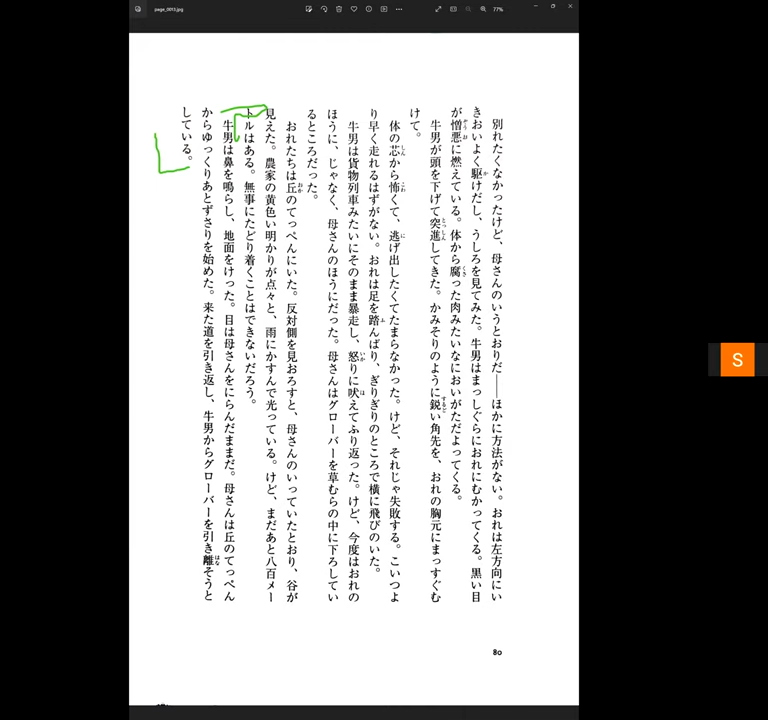 page_0013.jpg
77%
別れたくなかったけど、母さんのいうとおりだ――ほかに方法がない。おれは左方向にい
きおいよく駆けだし、うしろを見てみた。牛男はまっしぐらにおれにむかってくる。黒い目
が憎悪に燃えている。体から腐った肉みたいなにおいがただよってくる。
牛男が頭を下げて突進してきた。かみそりのように鋭い角先を、おれの胸元にまっすぐむ
けて。
体の芯から怖くて、逃げ出したくてたまらなかった。けど、それじゃ失敗する。こいつよ
り早く走れるはずがない。おれは足を踏んばり、ぎりぎりのところで横に飛びのいた。
牛男は貨物列車みたいにそのまま暴走し、怒りに吠えてふり返った。けど、今度はおれの
ほうに、じゃなく、母さんのほうにだった。母さんはグローバーを草むらの中に下ろしてい
るところだった。
おれたちは丘のてっぺんにいた。反対側を見おろすと、母さんのいっていたとおり、谷が
見えた。農家の黄色い明かりが点々と、雨にかすんで光っている。けど、まだあと八百メー
トルはある。無事にたどり着くことはできないだろう。
牛男は鼻を鳴らし、地面をけった。目は母さんをにらんだままだ。母さんは丘のてっぺん
からゆっくりあとずさりを始めた。来た道を引き返し、牛男からグローバーを引き離そうと
している。
80
S